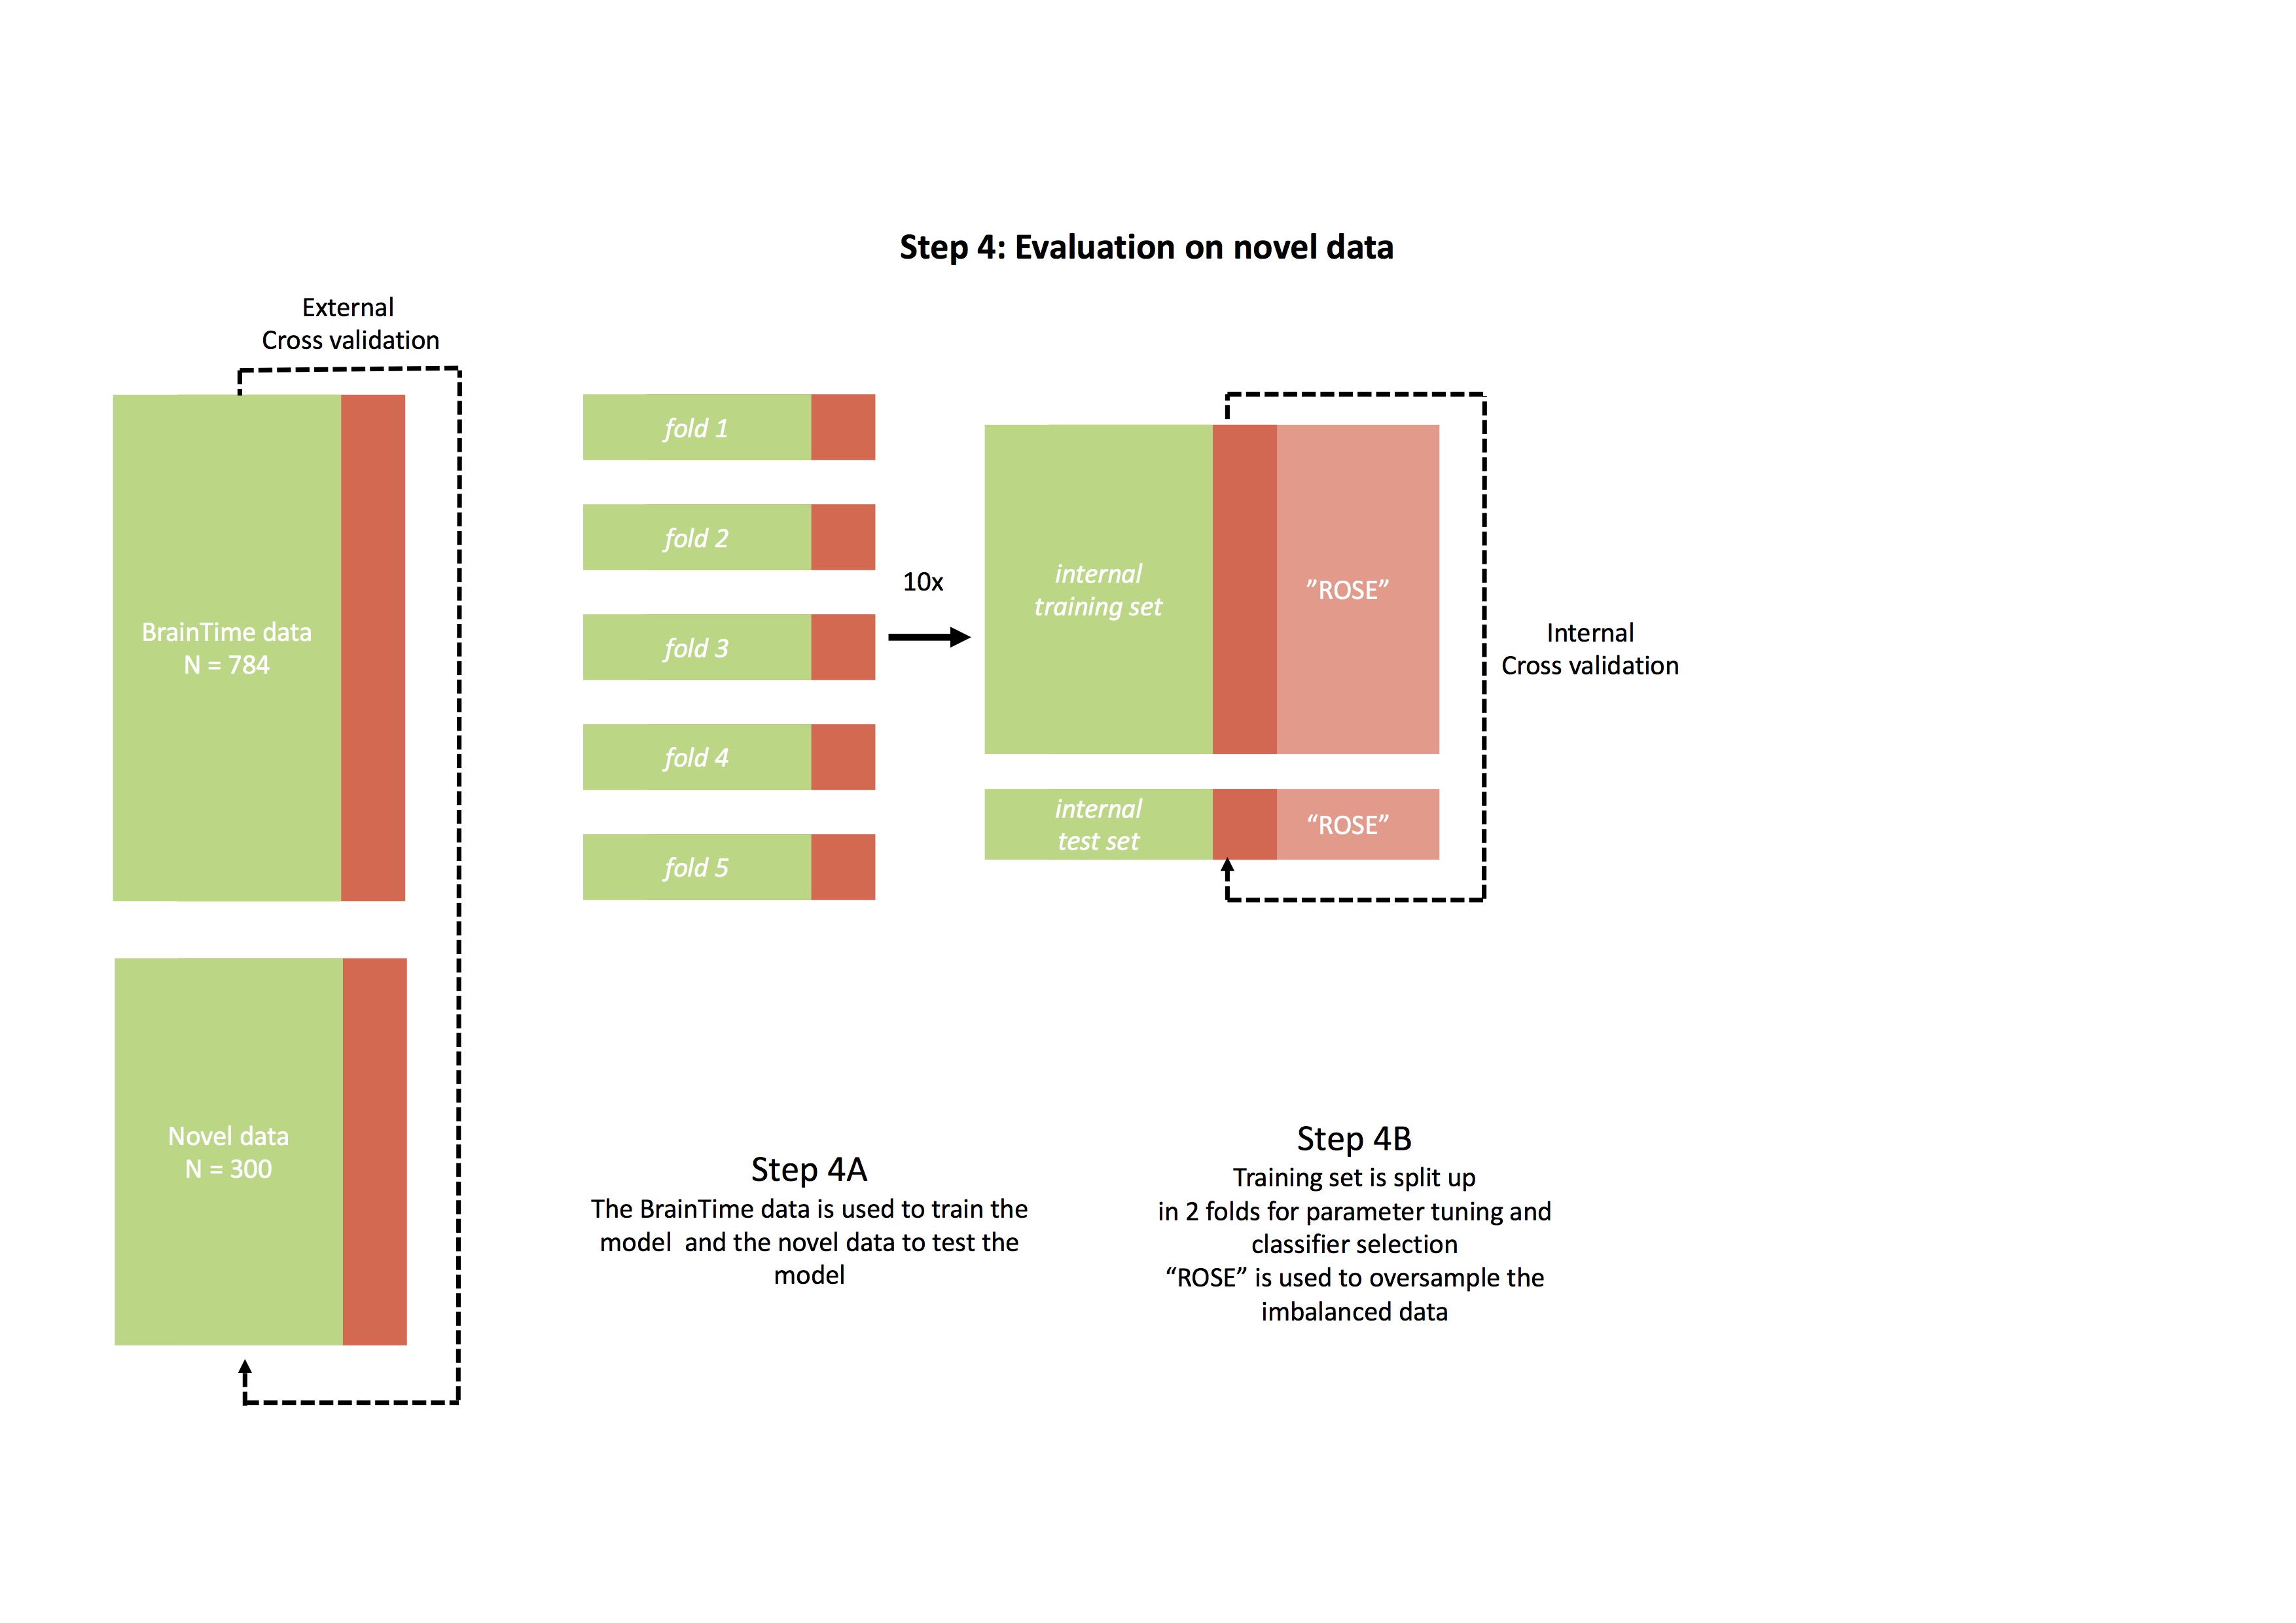 Step 4: Evaluation on novel data
External
Cross validation
BrainTime data
N = 784
Novel data
N = 300
fold 1
fold 2
fold 3
fold 4
fold 5
10x
internal
training set
”ROSE”
internal
test set
“ROSE”
Internal
Cross validation
Step 4A
The BrainTime data is used to train the
model  and the novel data to test the
model
Step 4B
Training set is split up
in 2 folds for parameter tuning and
classifier selection
“ROSE” is used to oversample the
imbalanced data